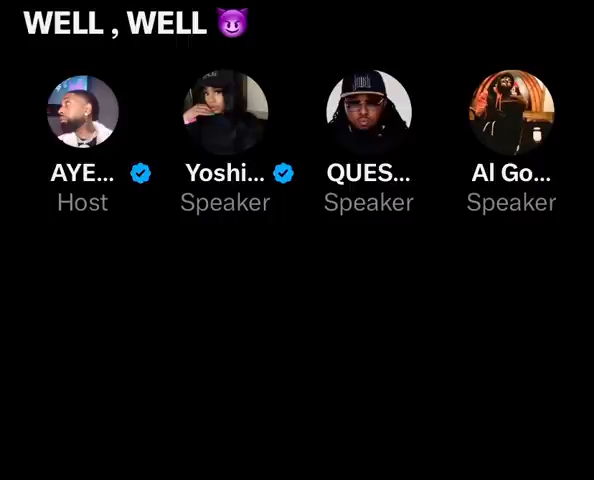 WELL , WELL 😈
AYE... Yoshi... QUES... Al Go...
Host Speaker Speaker Speaker